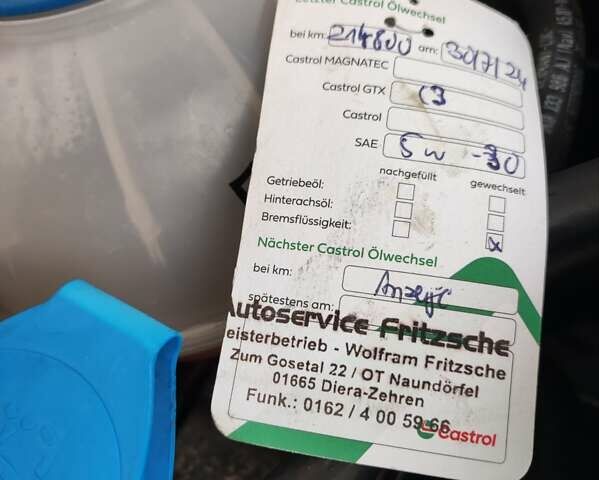 Letzter Castrol Ölwechsel
bei km: 214800 am: 30/7/24
Castrol MAGNATEC
Castrol GTX C3
Castrol
SAE 5w -30
nachgefüllt gewechselt
Getriebeöl:
Hinterachsöl:
Bremsflüssigkeit: x
Nächster Castrol Ölwechsel
bei km: Anzeige
spätestens am:
Autoservice Fritzsche
Meisterbetrieb - Wolfram Fritzsche
Zum Gosetal 22 / OT Naundörfel
01665 Diera-Zehren
Funk.: 0162 / 4 00 59 66
Castrol